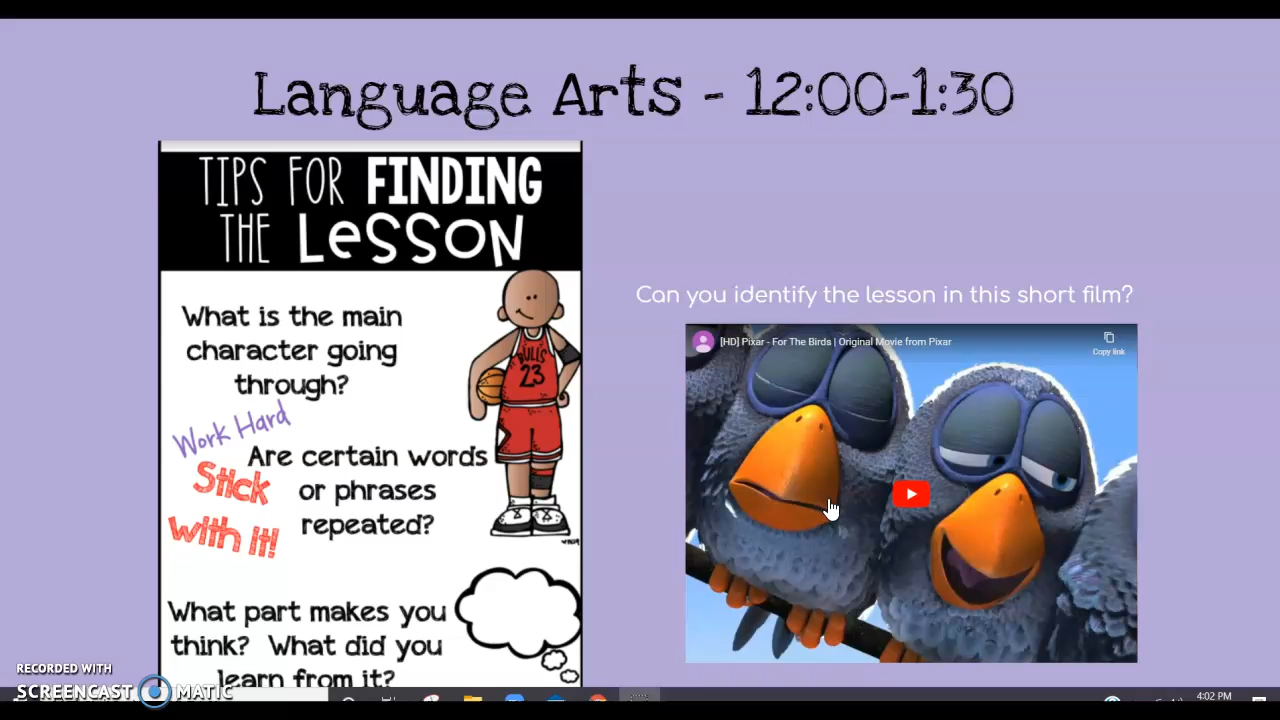 Language Arts - 12:00-1:30
TIPS FOR FINDING
THE LeSSON
What is the main
character going
through?
Work Hard
Stick
with it!
Are certain words
or phrases
repeated?
BULLS
23
What part makes you
think? What did you
learn from it?
Can you identify the lesson in this short film?
[HD] Pixar - For The Birds | Original Movie from Pixar
Copy link
RECORDED WITH
SCREENCAST MATIC
4:02 PM